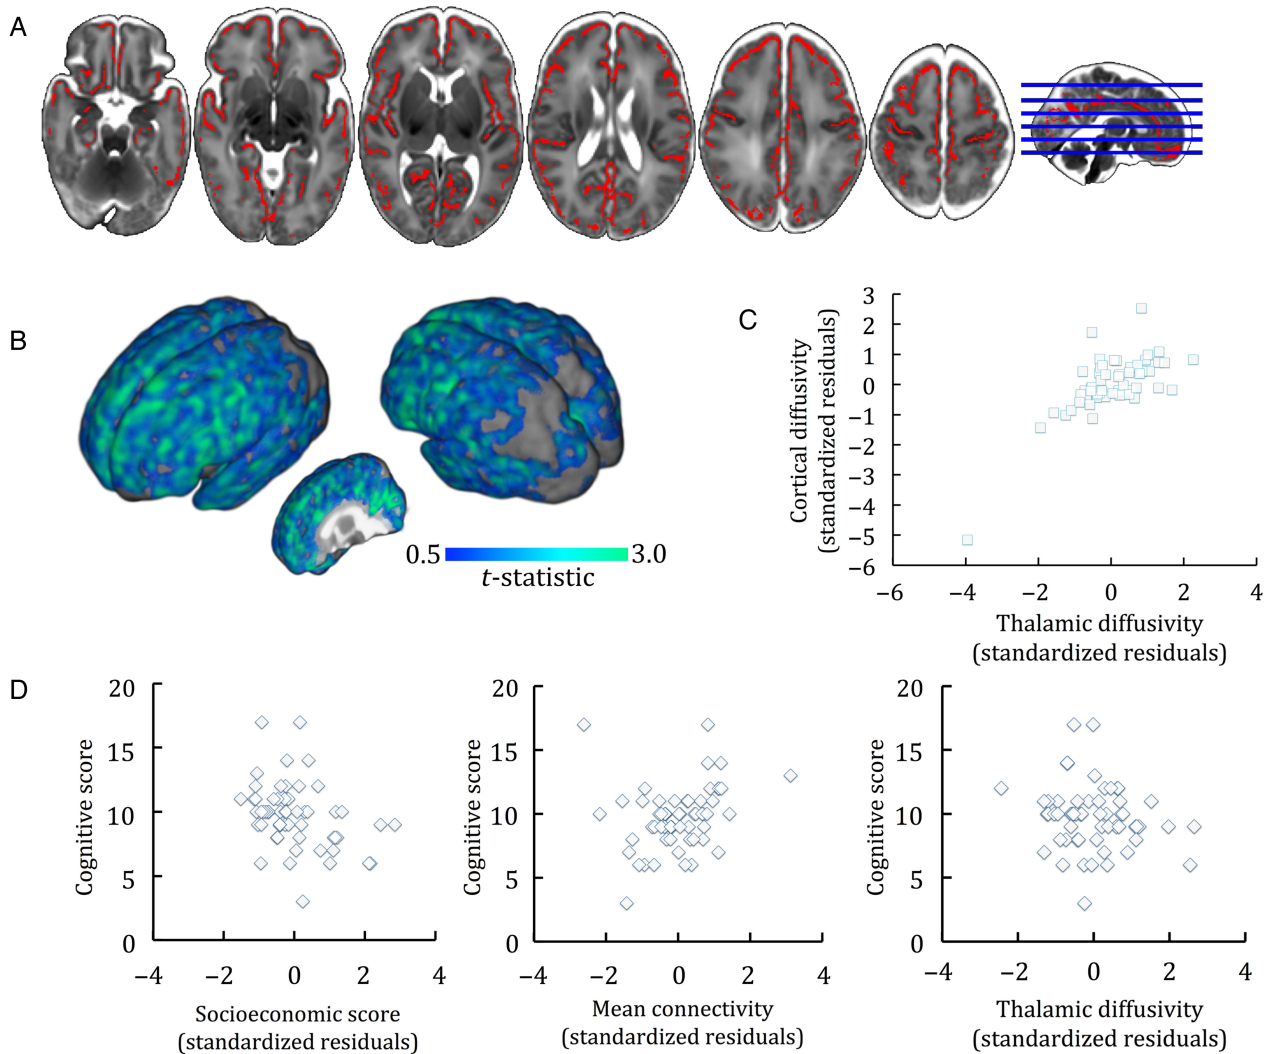 A
B
0.5 3.0
t-statistic
C
Cortical diffusivity
(standardized residuals)
3
2
1
0
−1
−2
−3
−4
−5
−6
−6 −4 −2 0 2 4
Thalamic diffusivity
(standardized residuals)
D
Cognitive score
20
15
10
5
0
−4 −2 0 2 4
Socioeconomic score
(standardized residuals)
Cognitive score
20
15
10
5
0
−4 −2 0 2 4
Mean connectivity
(standardized residuals)
Cognitive score
20
15
10
5
0
−4 −2 0 2 4
Thalamic diffusivity
(standardized residuals)